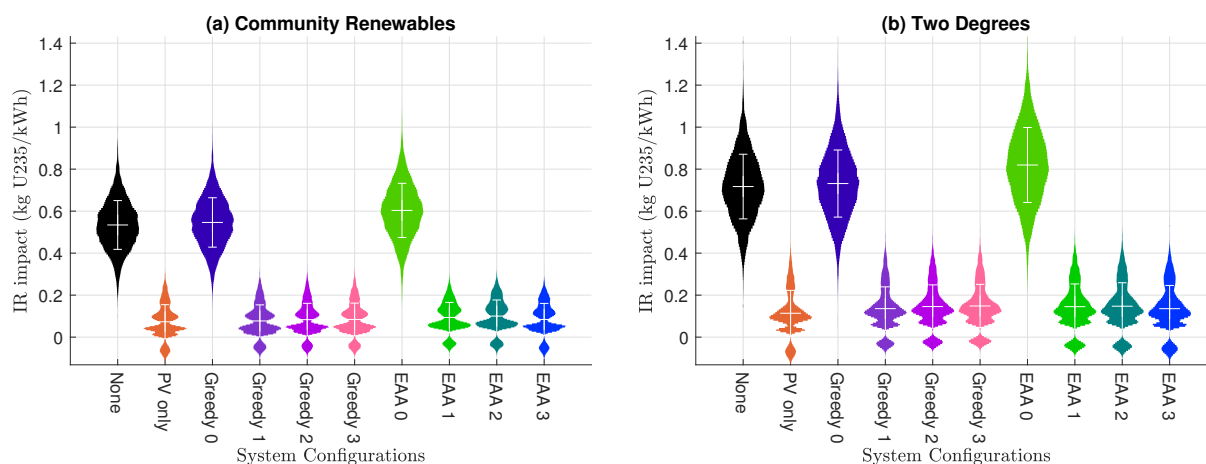 (a) Community Renewables
IR impact (kg U235/kWh)
1.4
1.2
1
0.8
0.6
0.4
0.2
0
None
PV only
Greedy 0
Greedy 1
Greedy 2
Greedy 3
EAA 0
EAA 1
EAA 2
EAA 3
System Configurations
(b) Two Degrees
IR impact (kg U235/kWh)
1.4
1.2
1
0.8
0.6
0.4
0.2
0
None
PV only
Greedy 0
Greedy 1
Greedy 2
Greedy 3
EAA 0
EAA 1
EAA 2
EAA 3
System Configurations